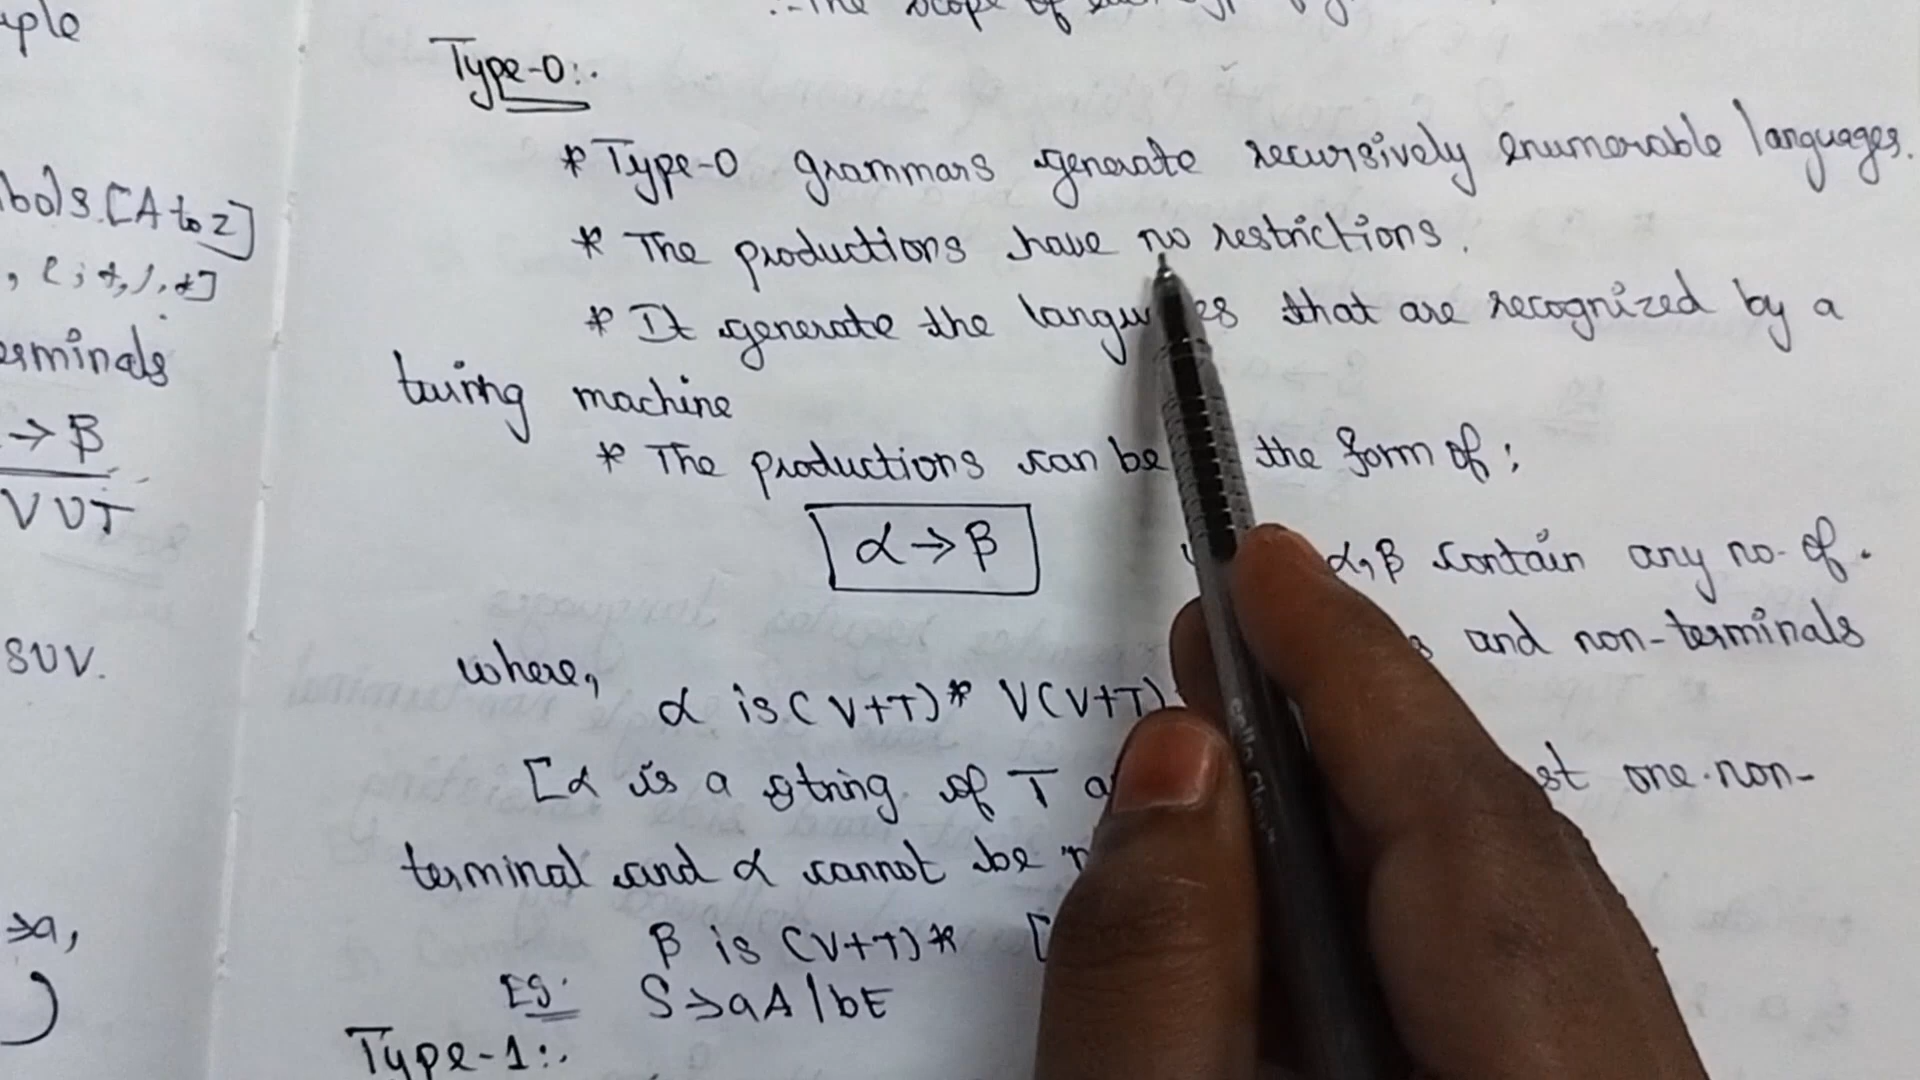 ple
∴ The scope of
Type-0:.
* Type-0 grammars generate recursively enumerable languages.
bols.[A to Z]
* The productions have no restrictions.
* It generate the langu es that are recognized by a
erminals
turing machine
→ β
* The productions can be the form of:
V U T
α → β
α, β contain any no. of.
and non-terminals
S U V.
where,
α is (V+T)* V(V+T)
[α is a string of T a st one non-
terminal and α cannot be
β is (V+T)* [
→a,
Eg: S→aA/bE
Type-1:.